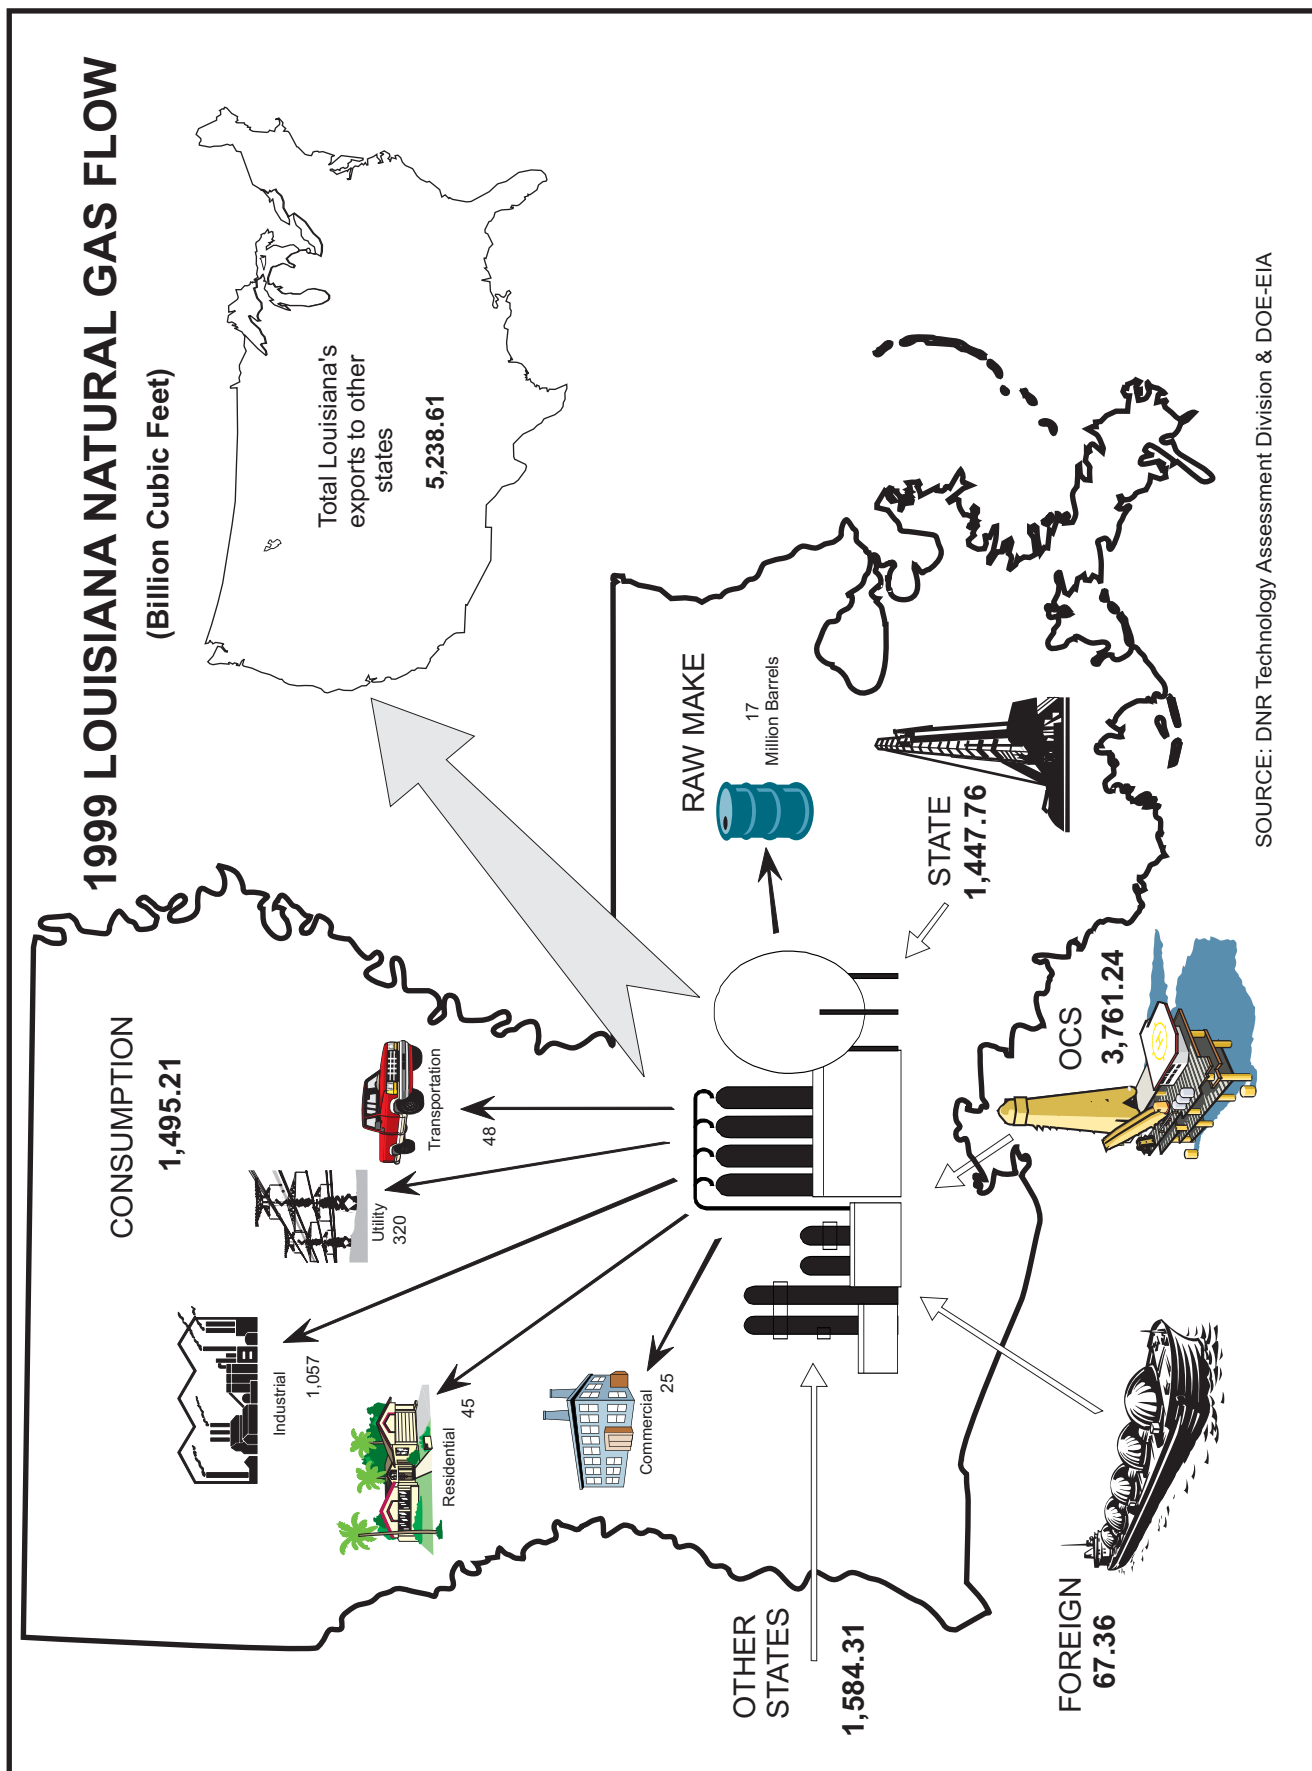 1999 LOUISIANA NATURAL GAS FLOW
(Billion Cubic Feet)
Total Louisiana's
exports to other
states
5,238.61
CONSUMPTION
1,495.21
Transportation
48
Utility
320
Industrial
1,057
Residential
45
Commercial
25
RAW MAKE
17
Million Barrels
STATE
1,447.76
OCS
3,761.24
OTHER
STATES
1,584.31
FOREIGN
67.36
SOURCE: DNR Technology Assessment Division & DOE-EIA